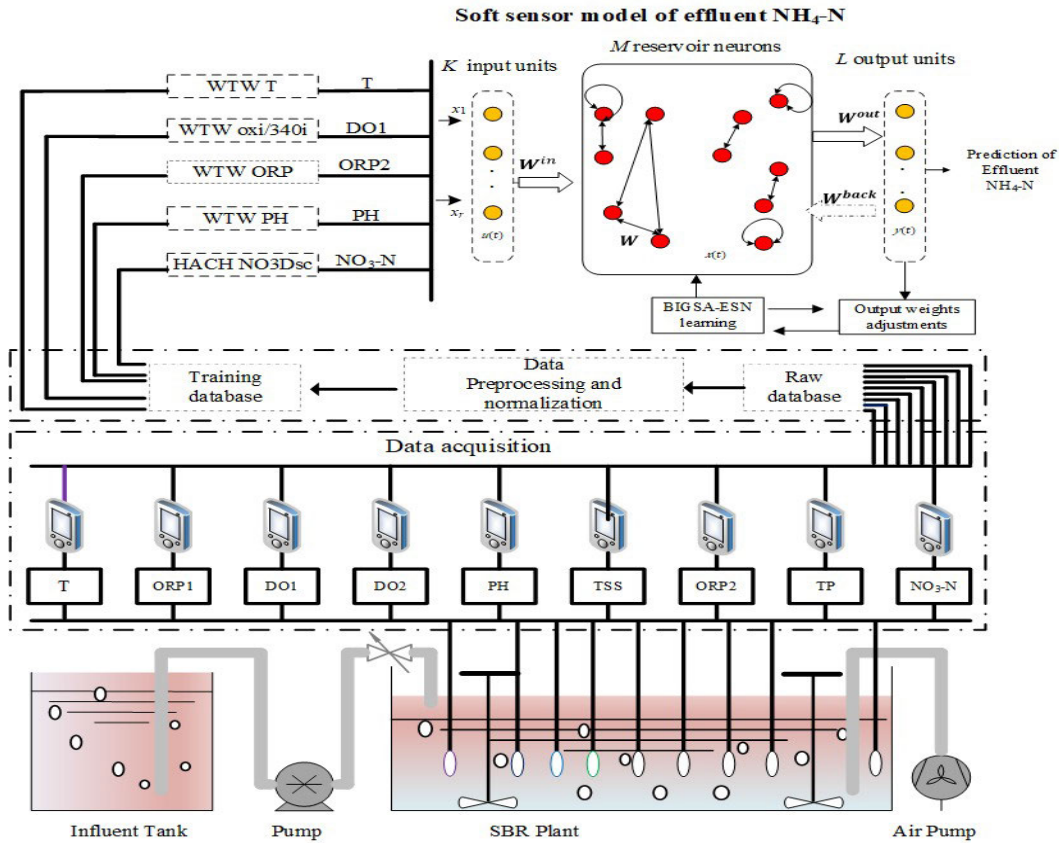 Soft sensor model of effluent NH₄-N
M reservoir neurons
K input units
L output units
WTW T
T
WTW oxi/340i
DO1
WTW ORP
ORP2
WTW PH
PH
HACH NO3Dsc
NO₃-N
x1
xr
u(t)
W^in
W
x(t)
W^out
W^back
y(t)
Prediction of
Effluent
NH₄-N
BIGSA-ESN
learning
Output weights
adjustments
Training
database
Data
Preprocessing and
normalization
Raw
database
Data acquisition
T
ORP1
DO1
DO2
PH
TSS
ORP2
TP
NO₃-N
Influent Tank
Pump
SBR Plant
Air Pump